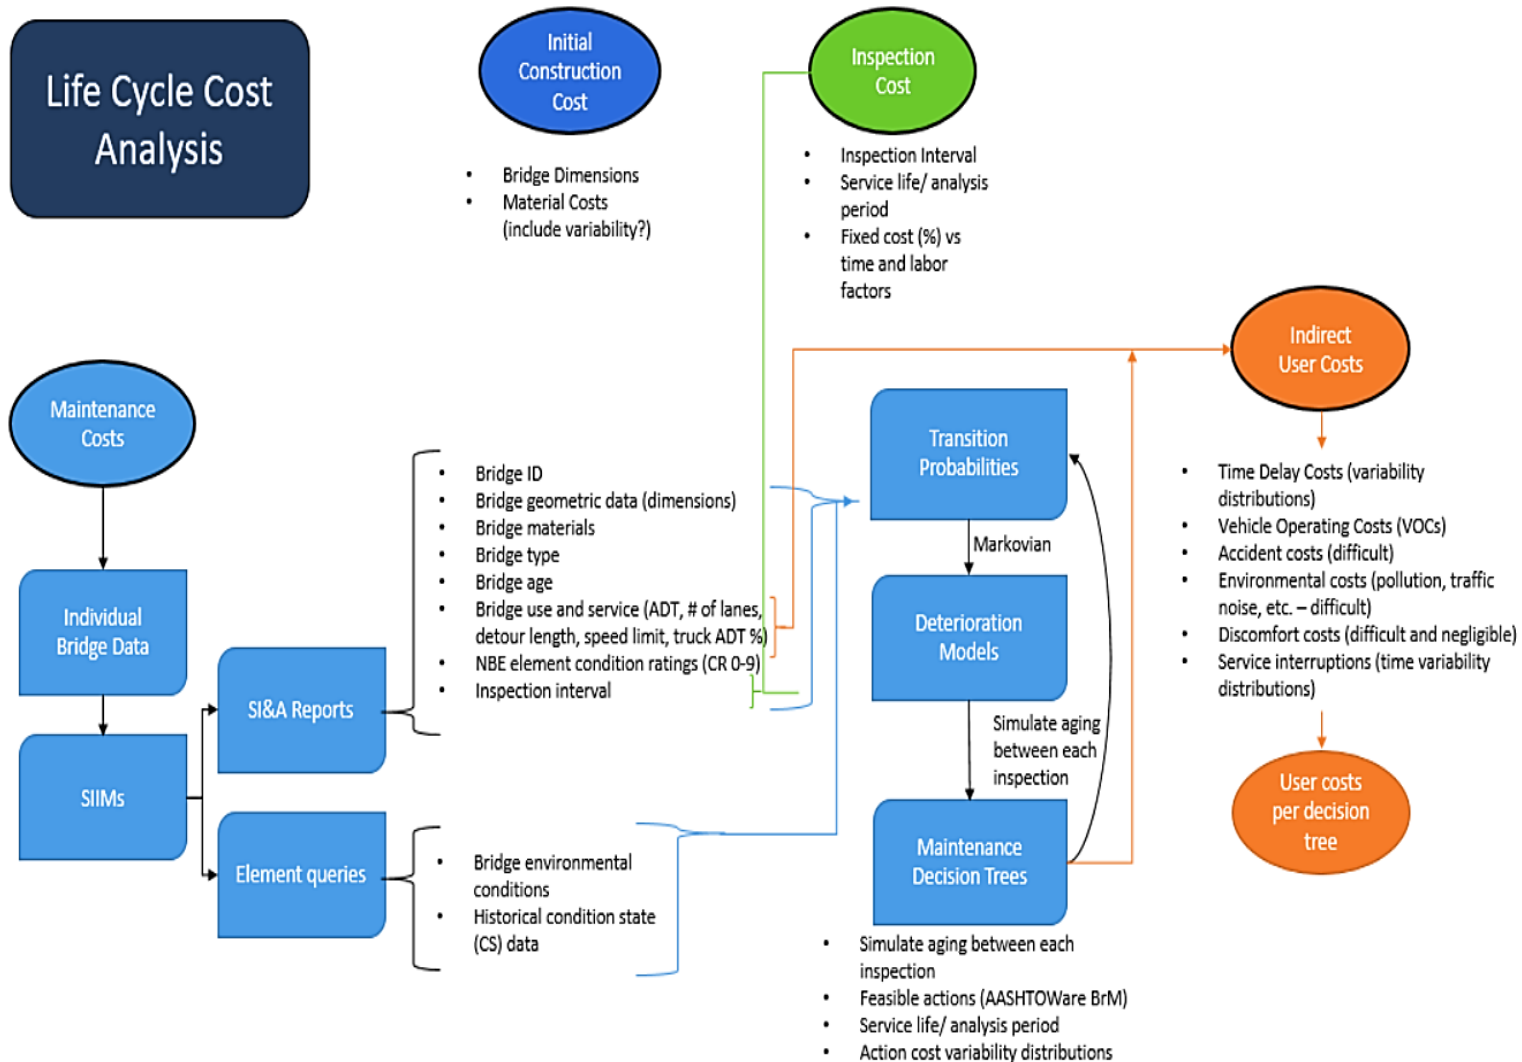 Life Cycle Cost
Analysis
Initial
Construction
Cost
• Bridge Dimensions
• Material Costs
(include variability?)
Inspection
Cost
• Inspection Interval
• Service life/ analysis
period
• Fixed cost (%) vs
time and labor
factors
Maintenance
Costs
Individual
Bridge Data
SIIMs
SI&A Reports
Element queries
• Bridge ID
• Bridge geometric data (dimensions)
• Bridge materials
• Bridge type
• Bridge age
• Bridge use and service (ADT, # of lanes,
detour length, speed limit, truck ADT %)
• NBE element condition ratings (CR 0-9)
• Inspection interval
• Bridge environmental
conditions
• Historical condition state
(CS) data
Transition
Probabilities
Markovian
Deterioration
Models
Simulate aging
between each
inspection
Maintenance
Decision Trees
• Simulate aging between each
inspection
• Feasible actions (AASHTOWare BrM)
• Service life/ analysis period
• Action cost variability distributions
Indirect
User Costs
• Time Delay Costs (variability
distributions)
• Vehicle Operating Costs (VOCs)
• Accident costs (difficult)
• Environmental costs (pollution, traffic
noise, etc. – difficult)
• Discomfort costs (difficult and negligible)
• Service interruptions (time variability
distributions)
User costs
per decision
tree